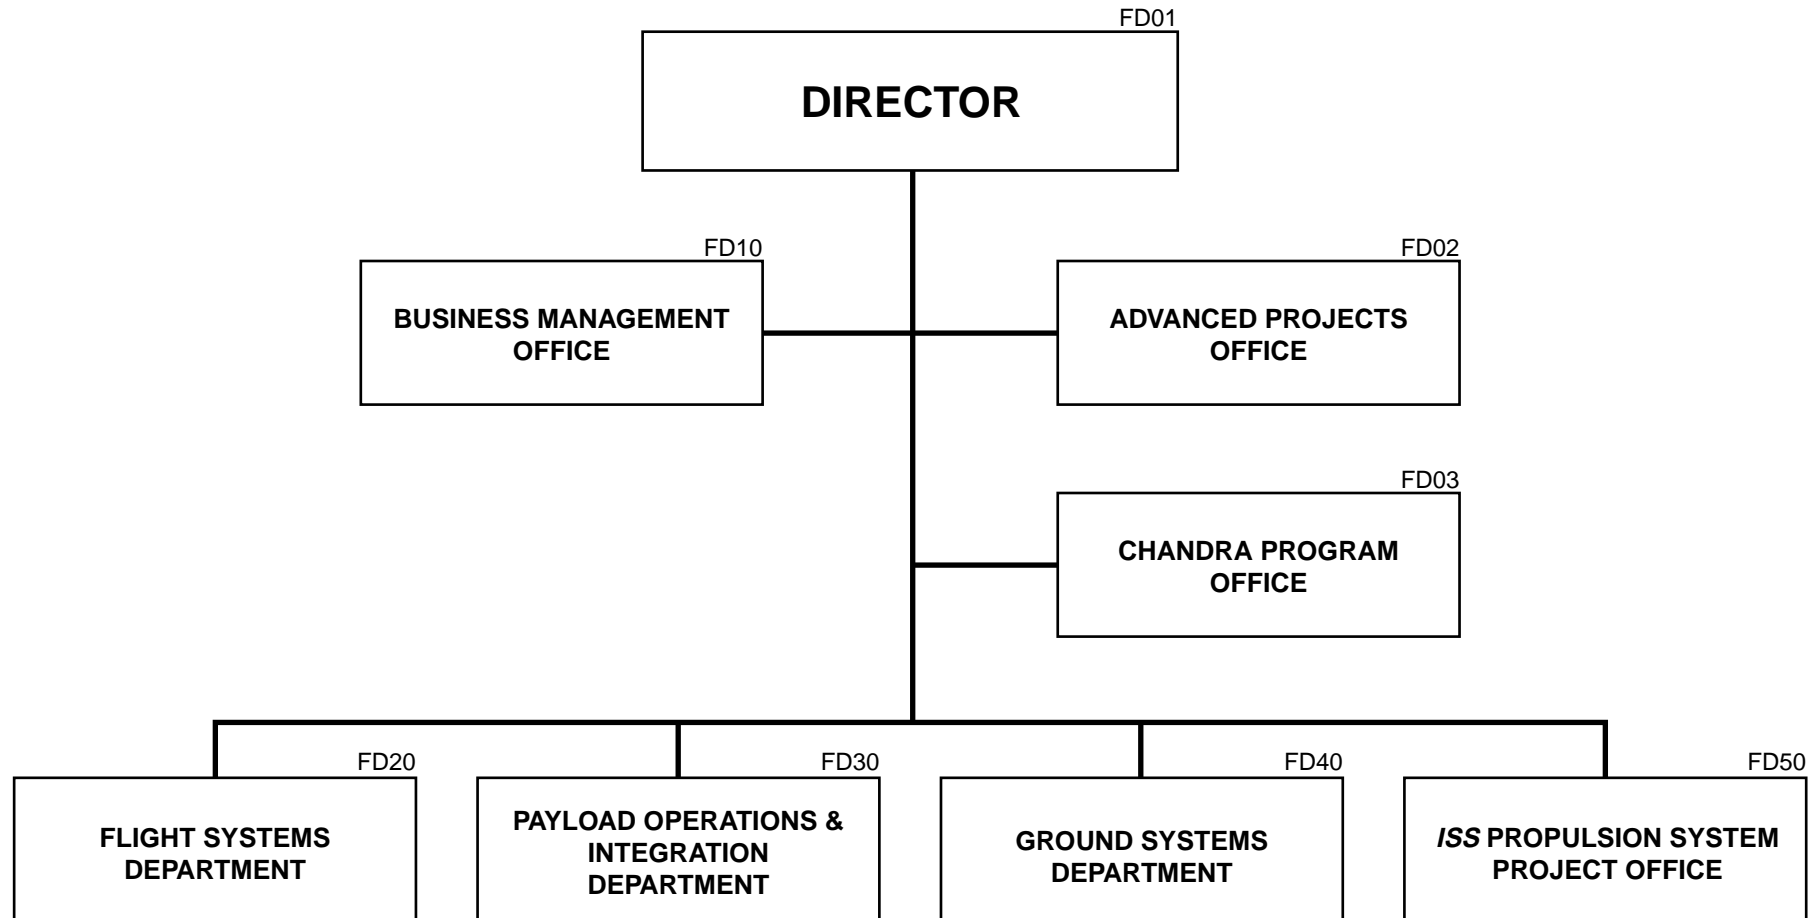 FD01
DIRECTOR
FD10
BUSINESS MANAGEMENT
OFFICE
FD02
ADVANCED PROJECTS
OFFICE
FD03
CHANDRA PROGRAM
OFFICE
FD20
FLIGHT SYSTEMS
DEPARTMENT
FD30
PAYLOAD OPERATIONS &
INTEGRATION
DEPARTMENT
FD40
GROUND SYSTEMS
DEPARTMENT
FD50
ISS PROPULSION SYSTEM
PROJECT OFFICE